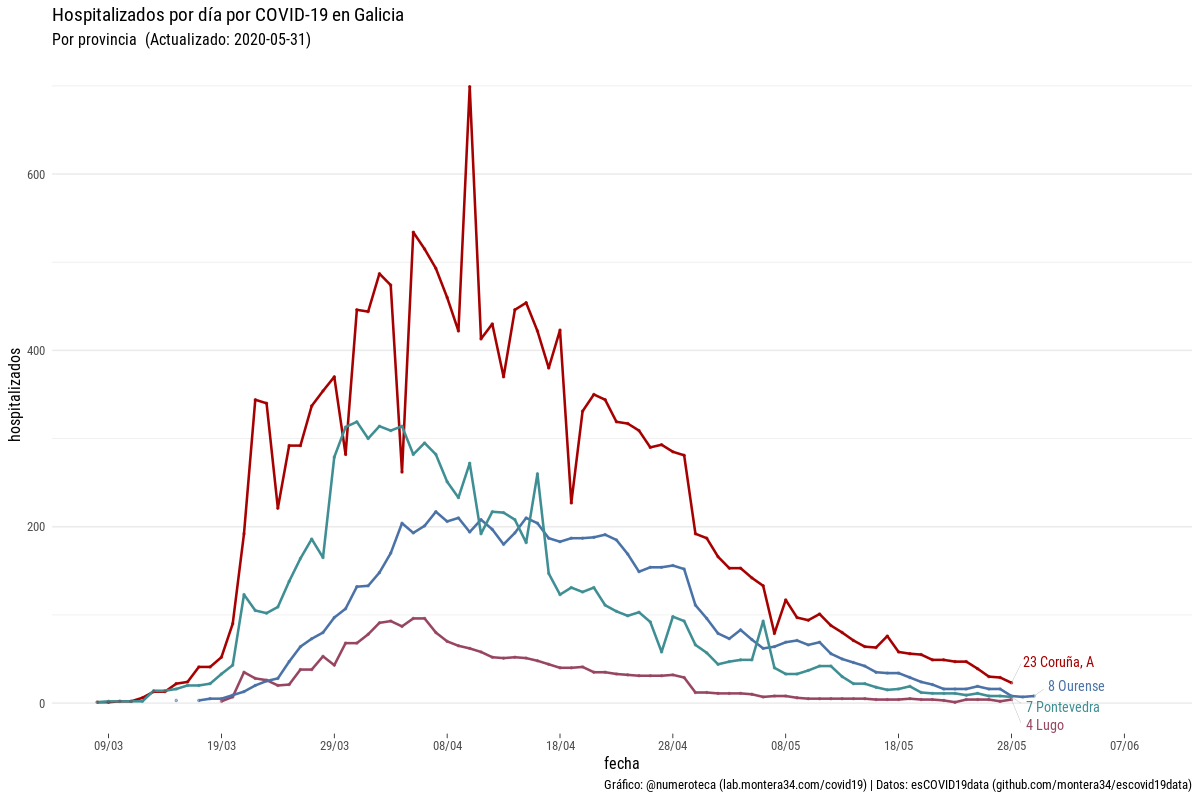 Hospitalizados por día por COVID-19 en Galicia
Por provincia  (Actualizado: 2020-05-31)
hospitalizados
600
400
200
0
23 Coruña, A
8 Ourense
7 Pontevedra
4 Lugo
09/03
19/03
29/03
08/04
18/04
28/04
08/05
18/05
28/05
07/06
fecha
Gráfico: @numeroteca (lab.montera34.com/covid19) | Datos: esCOVID19data (github.com/montera34/escovid19data)